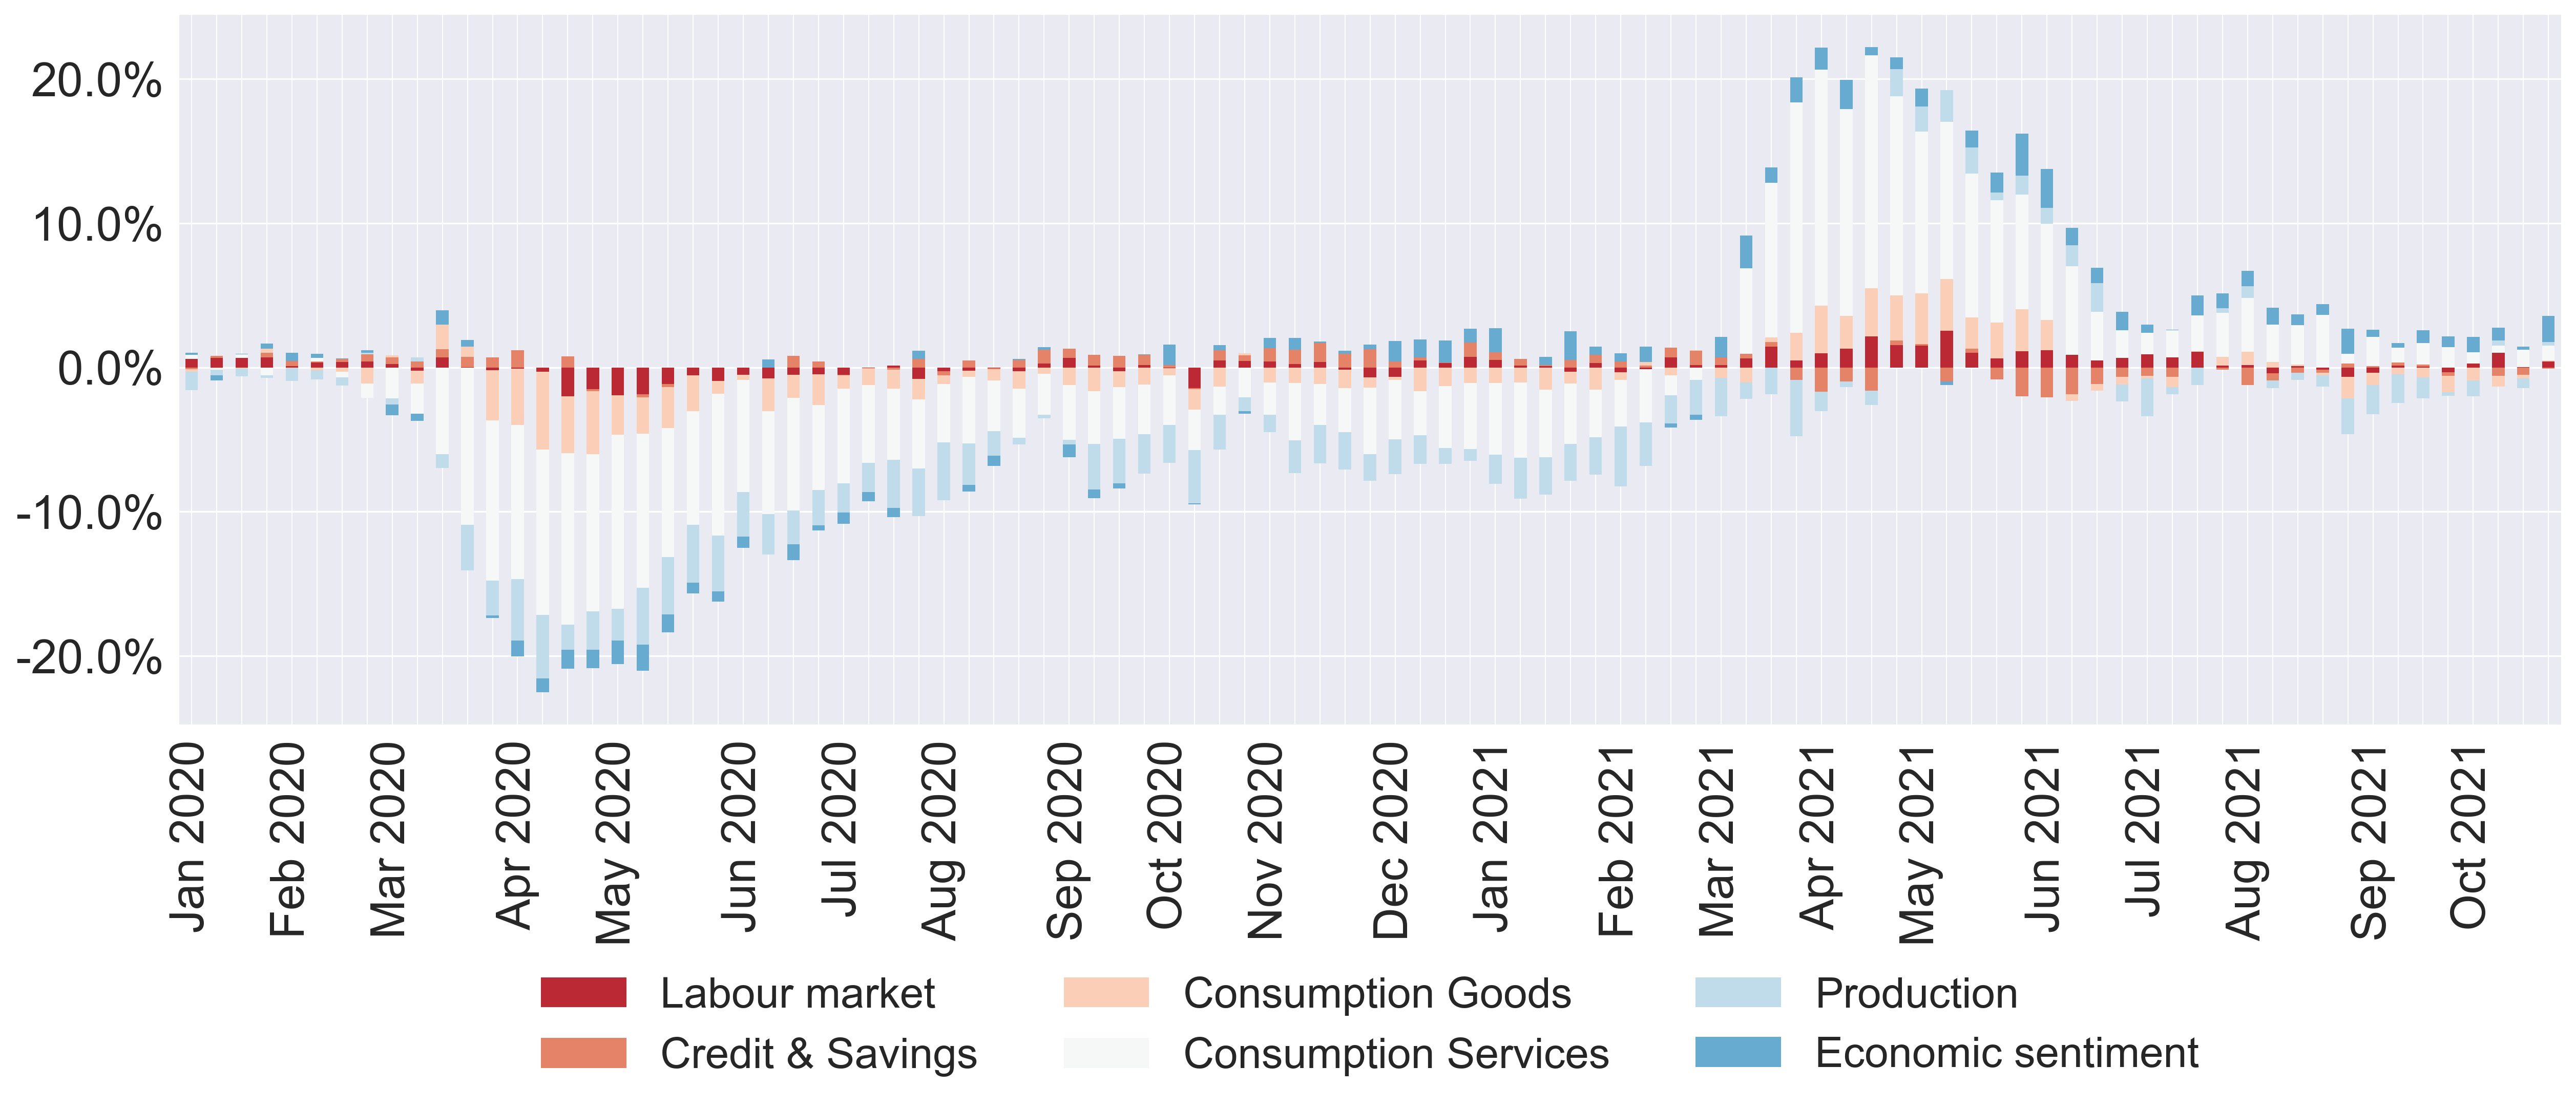 20.0%
10.0%
0.0%
-10.0%
-20.0%
Jan 2020
Feb 2020
Mar 2020
Apr 2020
May 2020
Jun 2020
Jul 2020
Aug 2020
Sep 2020
Oct 2020
Nov 2020
Dec 2020
Jan 2021
Feb 2021
Mar 2021
Apr 2021
May 2021
Jun 2021
Jul 2021
Aug 2021
Sep 2021
Oct 2021
Labour market
Consumption Goods
Production
Credit & Savings
Consumption Services
Economic sentiment